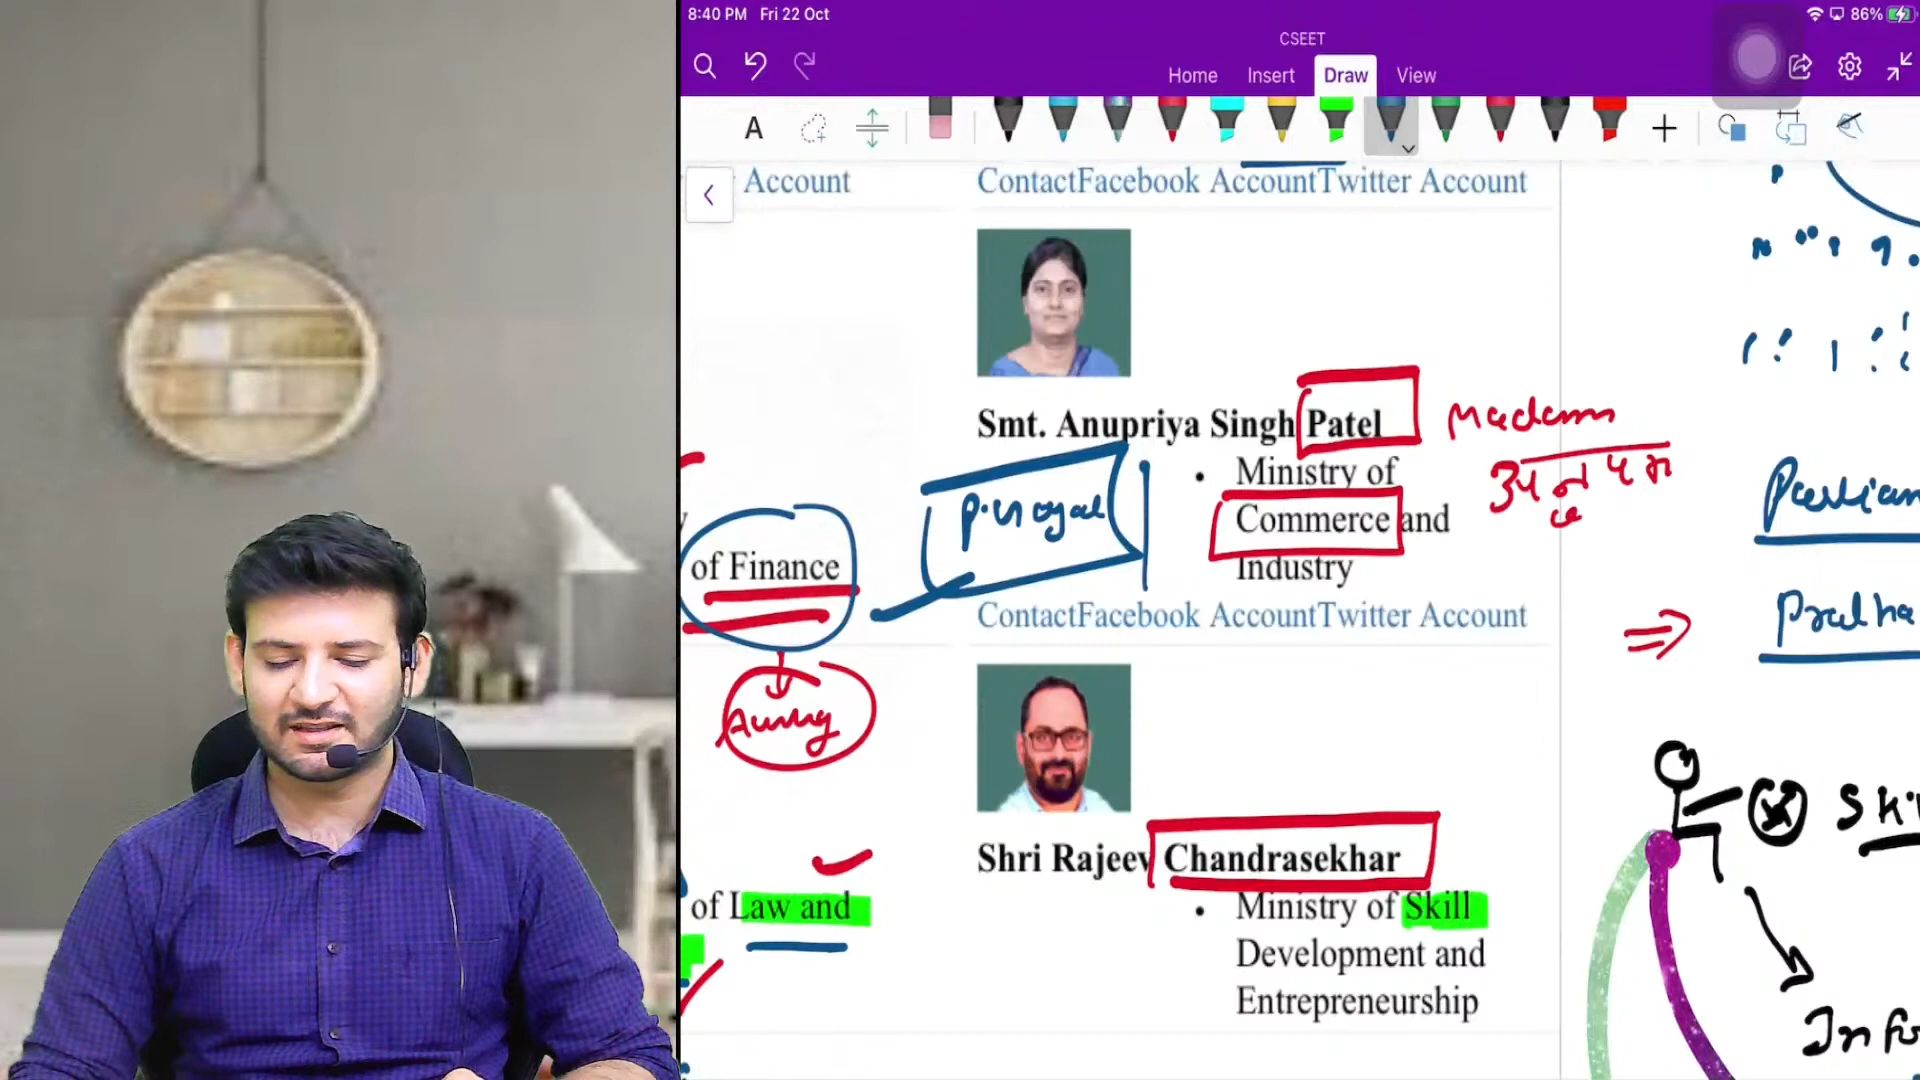 8:40 PM Fri 22 Oct
86%
CSEET
Home Insert Draw View
A
Account
ContactFacebook AccountTwitter Account
Smt. Anupriya Singh Patel
Madam
• Ministry of
Commerce and
Industry
P. Goyal
of Finance
ContactFacebook AccountTwitter Account
Anurag
Shri Rajeev Chandrasekhar
of Law and
• Ministry of Skill
Development and
Entrepreneurship